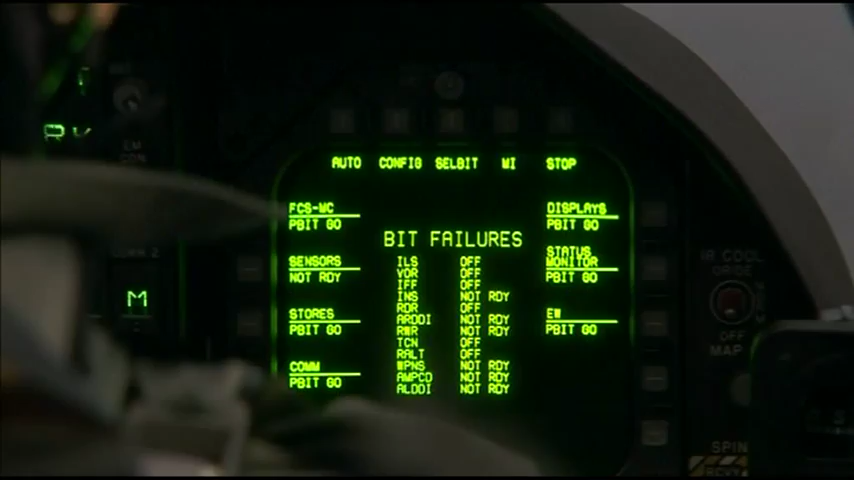 AUTO CONFIG SELBIT MI STOP
FCS-MC
PBIT GO
SENSORS
NOT RDY
STORES
PBIT GO
COMM
PBIT GO
BIT FAILURES
ILS OFF
VOR OFF
IFF OFF
INS NOT RDY
RDR OFF
ARDDI NOT RDY
RWR NOT RDY
TCN OFF
RALT OFF
WPNS NOT RDY
AMPCD NOT RDY
ALDDI NOT RDY
DISPLAYS
PBIT GO
STATUS
MONITOR
PBIT GO
EW
PBIT GO
M
IR COOL
ORIDE
OFF
MAP
SPIN
RCVY